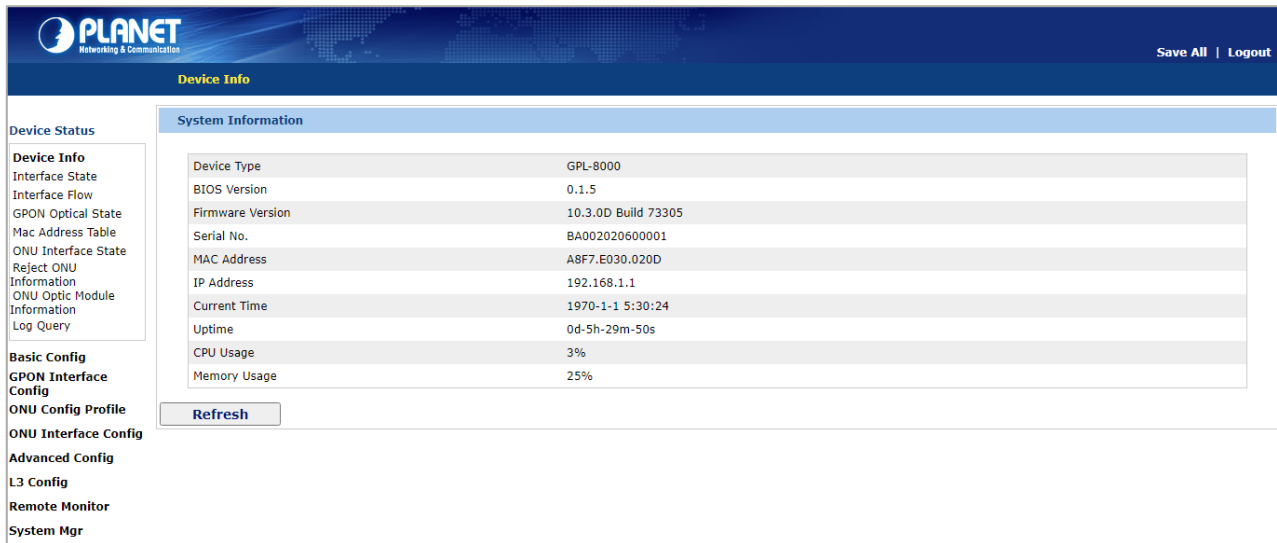 PLANET
Networking & Communication
Save All | Logout
Device Info
Device Status
Device Info
Interface State
Interface Flow
GPON Optical State
Mac Address Table
ONU Interface State
Reject ONU
Information
ONU Optic Module
Information
Log Query
Basic Config
GPON Interface
Config
ONU Config Profile
ONU Interface Config
Advanced Config
L3 Config
Remote Monitor
System Mgr
System Information
Device Type GPL-8000
BIOS Version 0.1.5
Firmware Version 10.3.0D Build 73305
Serial No. BA002020600001
MAC Address A8F7.E030.020D
IP Address 192.168.1.1
Current Time 1970-1-1 5:30:24
Uptime 0d-5h-29m-50s
CPU Usage 3%
Memory Usage 25%
Refresh